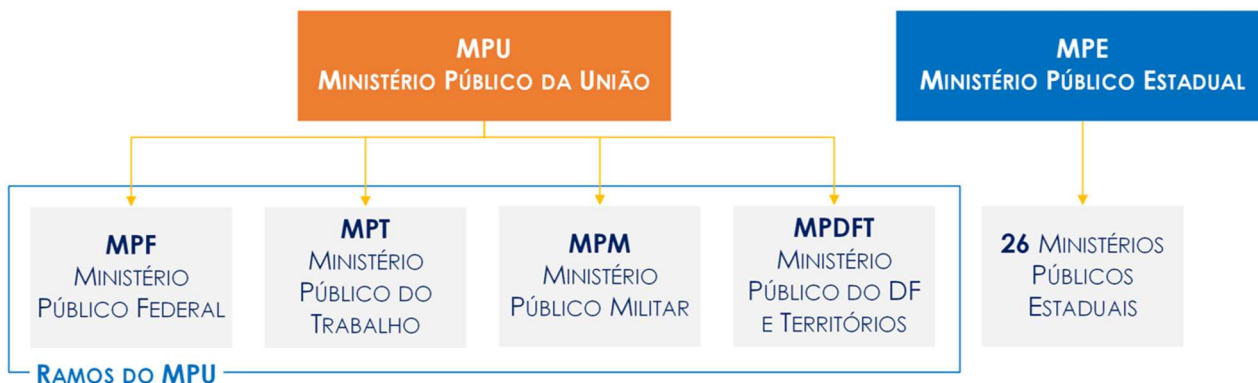 MPU
MINISTÉRIO PÚBLICO DA UNIÃO
MPE
MINISTÉRIO PÚBLICO ESTADUAL
MPF
MINISTÉRIO
PÚBLICO FEDERAL
MPT
MINISTÉRIO
PÚBLICO DO
TRABALHO
MPM
MINISTÉRIO
PÚBLICO MILITAR
MPDFT
MINISTÉRIO
PÚBLICO DO DF
E TERRITÓRIOS
26 MINISTÉRIOS
PÚBLICOS
ESTADUAIS
RAMOS DO MPU